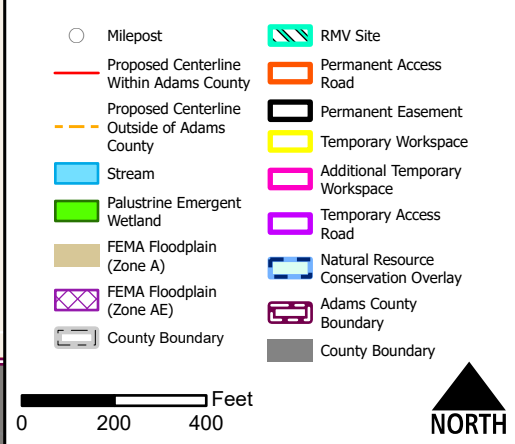 Milepost
Proposed Centerline
Within Adams County
Proposed Centerline
Outside of Adams
County
Stream
Palustrine Emergent
Wetland
FEMA Floodplain
(Zone A)
FEMA Floodplain
(Zone AE)
County Boundary
RMV Site
Permanent Access
Road
Permanent Easement
Temporary Workspace
Additional Temporary
Workspace
Temporary Access
Road
Natural Resource
Conservation Overlay
Adams County
Boundary
County Boundary
Feet
0 200 400
NORTH